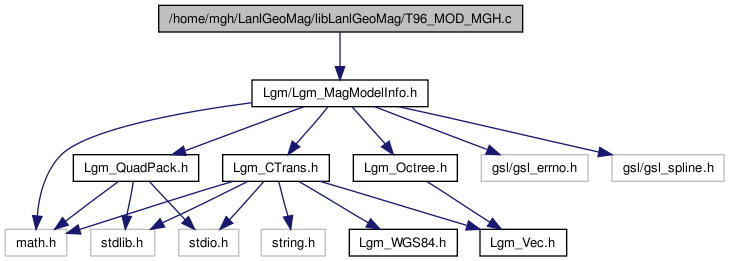 /home/mgh/LanlGeoMag/libLanlGeoMag/T96_MOD_MGH.c
Lgm/Lgm_MagModelInfo.h
Lgm_QuadPack.h
Lgm_CTrans.h
Lgm_Octree.h
gsl/gsl_errno.h
gsl/gsl_spline.h
math.h
stdlib.h
stdio.h
string.h
Lgm_WGS84.h
Lgm_Vec.h